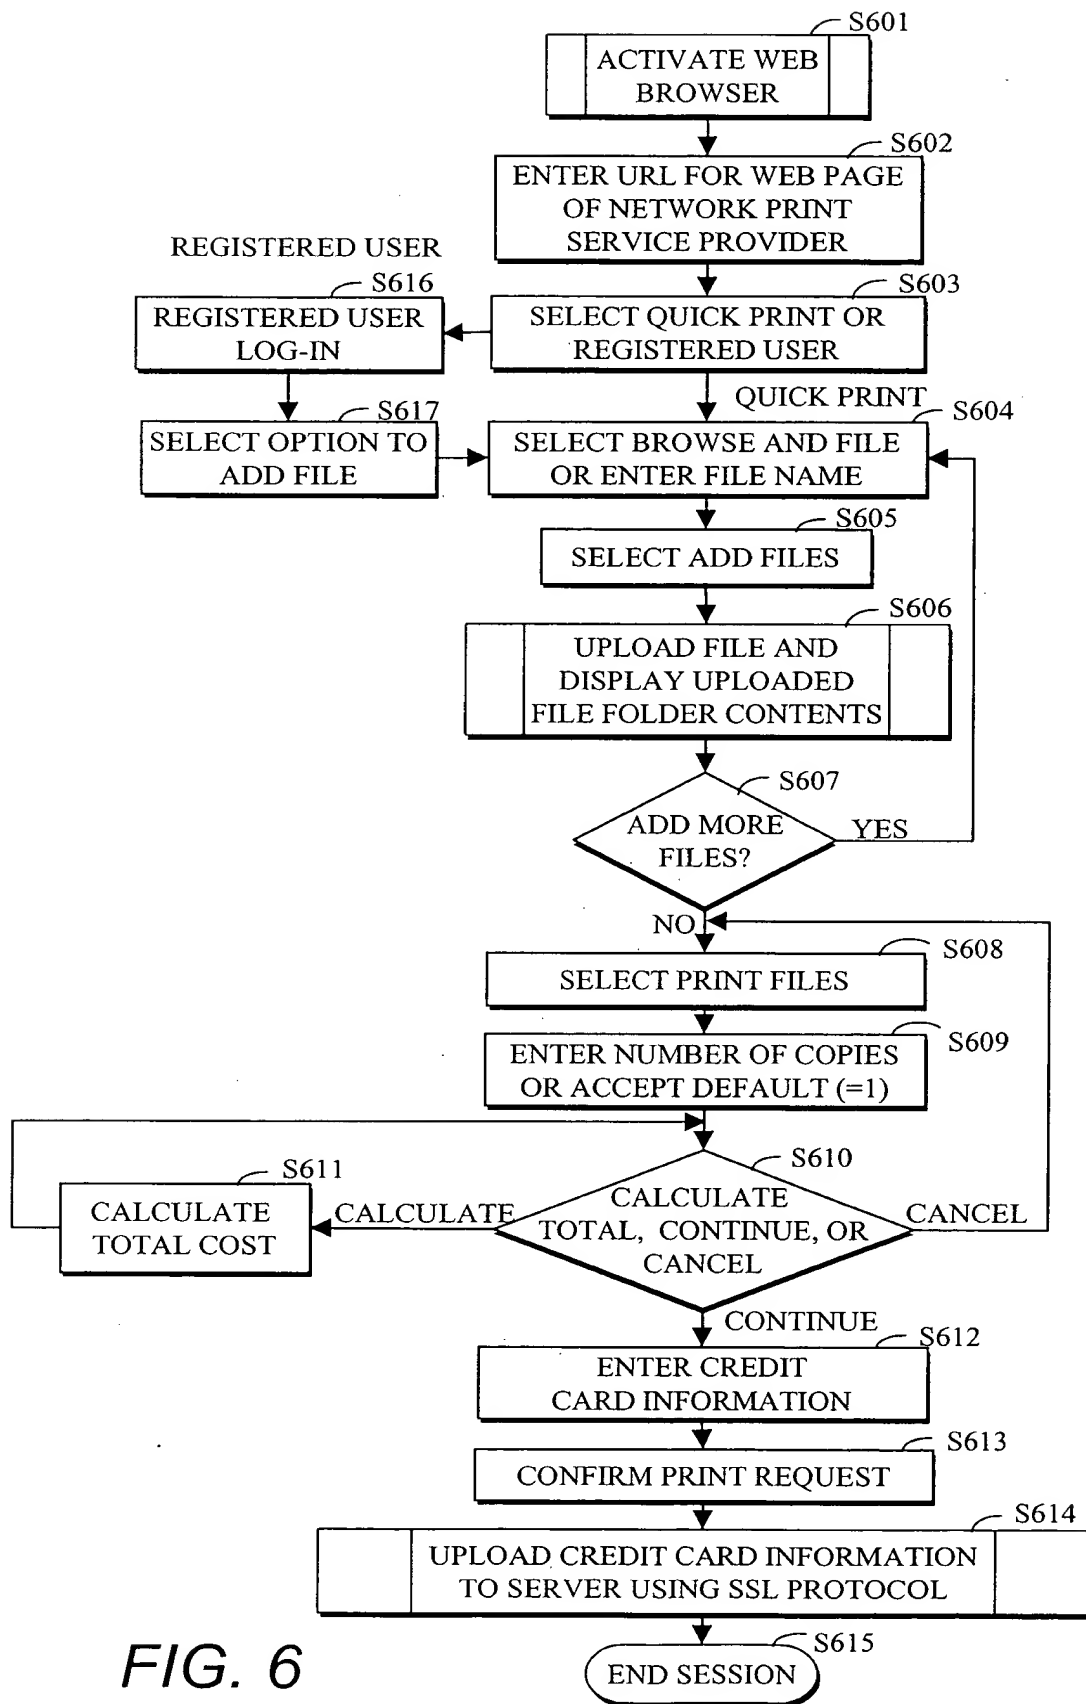 S601
ACTIVATE WEB
BROWSER
S602
ENTER URL FOR WEB PAGE
OF NETWORK PRINT
SERVICE PROVIDER
REGISTERED USER
S616
REGISTERED USER
LOG-IN
S603
SELECT QUICK PRINT OR
REGISTERED USER
QUICK PRINT
S617
SELECT OPTION TO
ADD FILE
S604
SELECT BROWSE AND FILE
OR ENTER FILE NAME
S605
SELECT ADD FILES
S606
UPLOAD FILE AND
DISPLAY UPLOADED
FILE FOLDER CONTENTS
S607
ADD MORE
FILES?
YES
NO
S608
SELECT PRINT FILES
S609
ENTER NUMBER OF COPIES
OR ACCEPT DEFAULT (=1)
S610
CALCULATE
TOTAL, CONTINUE, OR
CANCEL
S611
CALCULATE
TOTAL COST
CALCULATE
CANCEL
CONTINUE
S612
ENTER CREDIT
CARD INFORMATION
S613
CONFIRM PRINT REQUEST
S614
UPLOAD CREDIT CARD INFORMATION
TO SERVER USING SSL PROTOCOL
S615
END SESSION
FIG. 6